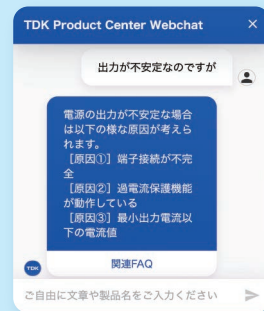 TDK Product Center Webchat ×
出力が不安定なのですが
電源の出力が不安定な場合
は以下の様な原因が考えら
れます。
［原因①］端子接続が不完
全
［原因②］過電流保護機能
が動作している
［原因③］最小出力電流以
下の電流値
TDK
関連FAQ
ご自由に文章や製品名をご入力ください